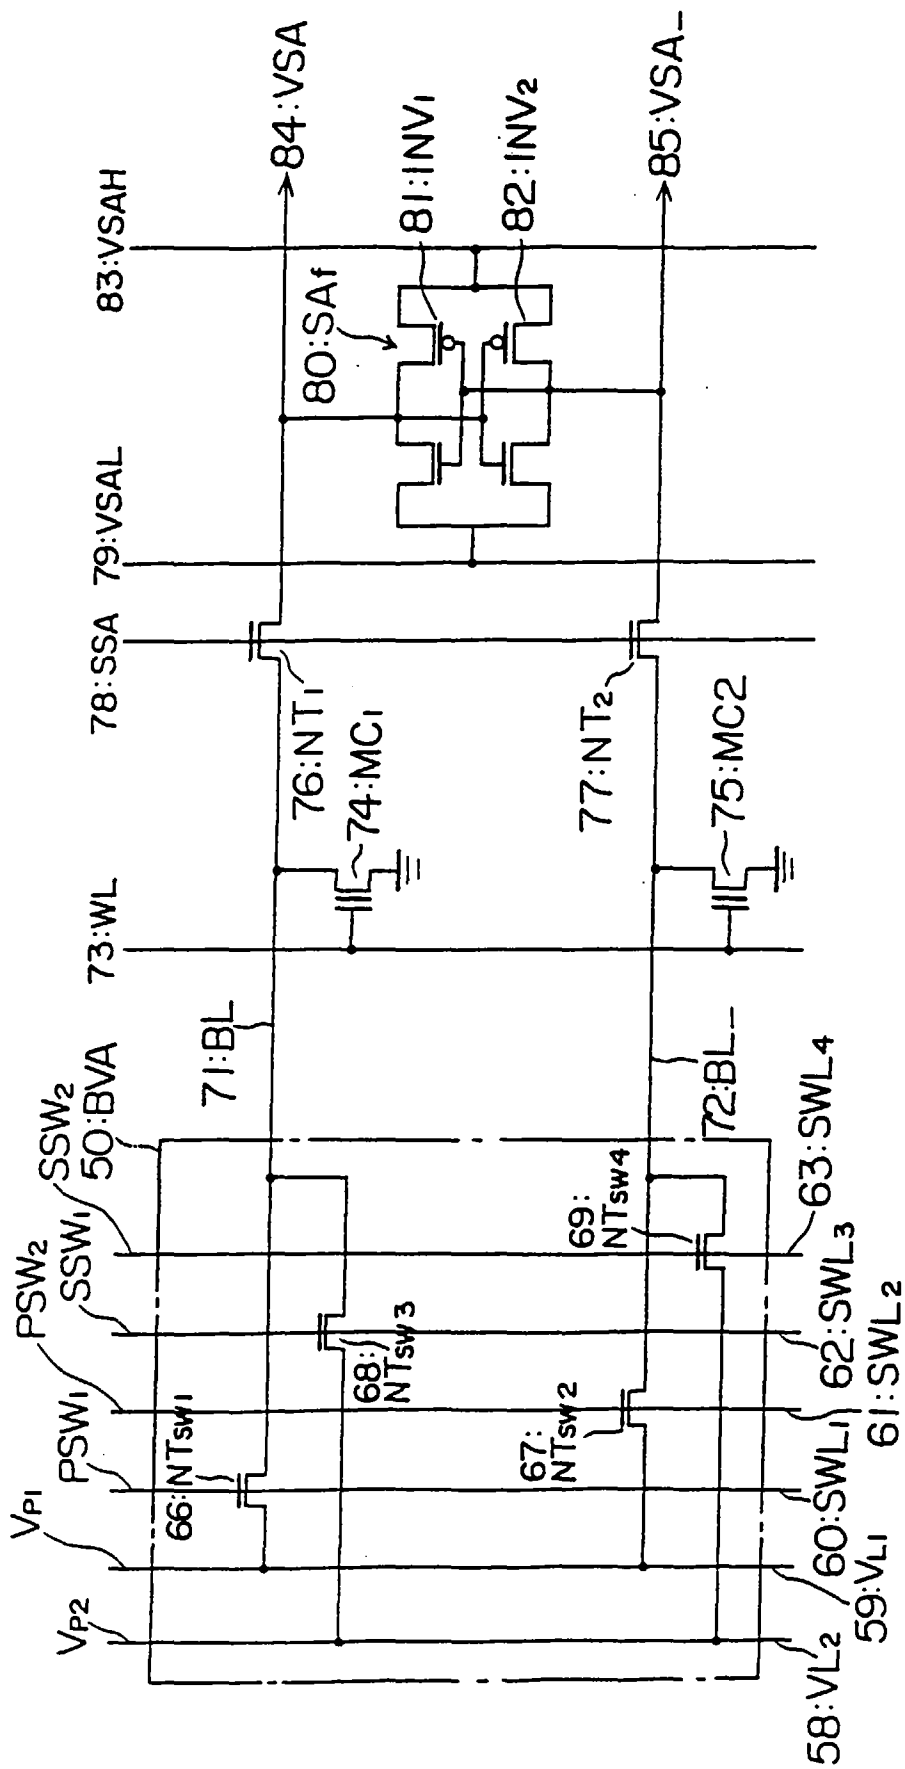 VP2
VP1
PSW1
PSW2
SSW1
SSW2
50:BVA
73:WL
78:SSA
79:VSAL
83:VSAH
66:NTSW1
71:BL
76:NT1
84:VSA
68:
NTSW3
74:MC1
80:SAf
81:INV1
82:INV2
67:
NTSW2
69:
NTSW4
77:NT2
85:VSA_
72:BL_
75:MC2
58:VL2
59:VL1
60:SWL1
61:SWL2
62:SWL3
63:SWL4